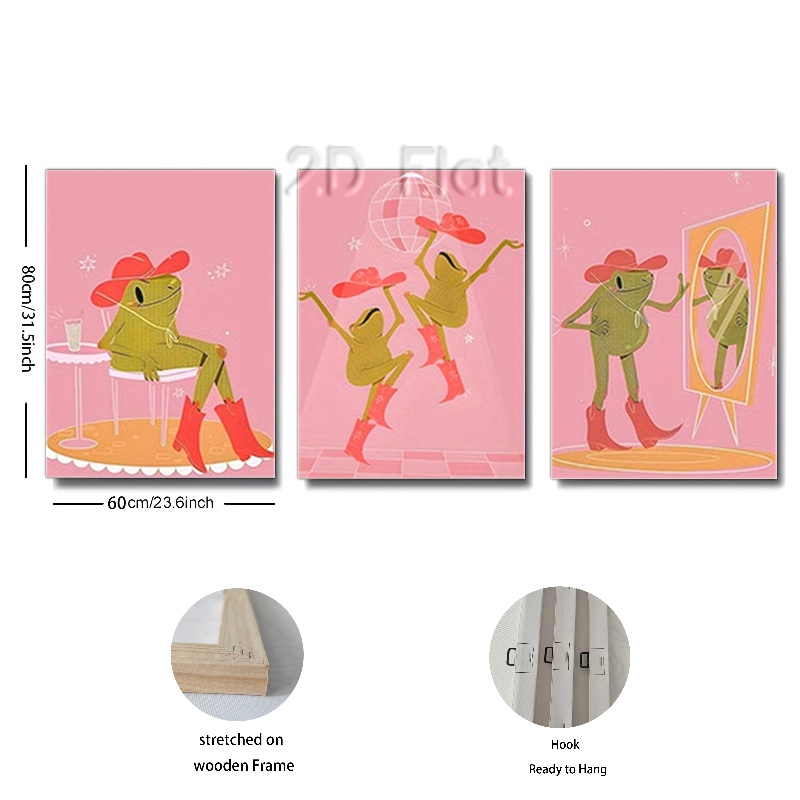 2D Flat
80cm/31.5inch
60cm/23.6inch
stretched on
wooden Frame
Hook
Ready to Hang